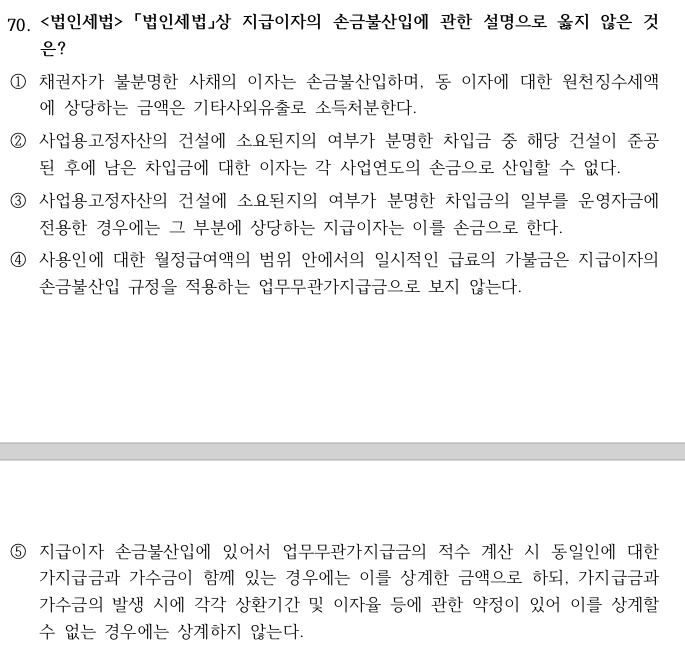 70. <법인세법> 「법인세법」상 지급이자의 손금불산입에 관한 설명으로 옳지 않은 것
은?
① 채권자가 불분명한 사채의 이자는 손금불산입하며, 동 이자에 대한 원천징수세액
에 상당하는 금액은 기타사외유출로 소득처분한다.
② 사업용고정자산의 건설에 소요된지의 여부가 분명한 차입금 중 해당 건설이 준공
된 후에 남은 차입금에 대한 이자는 각 사업연도의 손금으로 산입할 수 없다.
③ 사업용고정자산의 건설에 소요된지의 여부가 분명한 차입금의 일부를 운영자금에
전용한 경우에는 그 부분에 상당하는 지급이자는 이를 손금으로 한다.
④ 사용인에 대한 월정급여액의 범위 안에서의 일시적인 급료의 가불금은 지급이자의
손금불산입 규정을 적용하는 업무무관가지급금으로 보지 않는다.
⑤ 지급이자 손금불산입에 있어서 업무무관가지급금의 적수 계산 시 동일인에 대한
가지급금과 가수금이 함께 있는 경우에는 이를 상계한 금액으로 하되, 가지급금과
가수금의 발생 시에 각각 상환기간 및 이자율 등에 관한 약정이 있어 이를 상계할
수 없는 경우에는 상계하지 않는다.